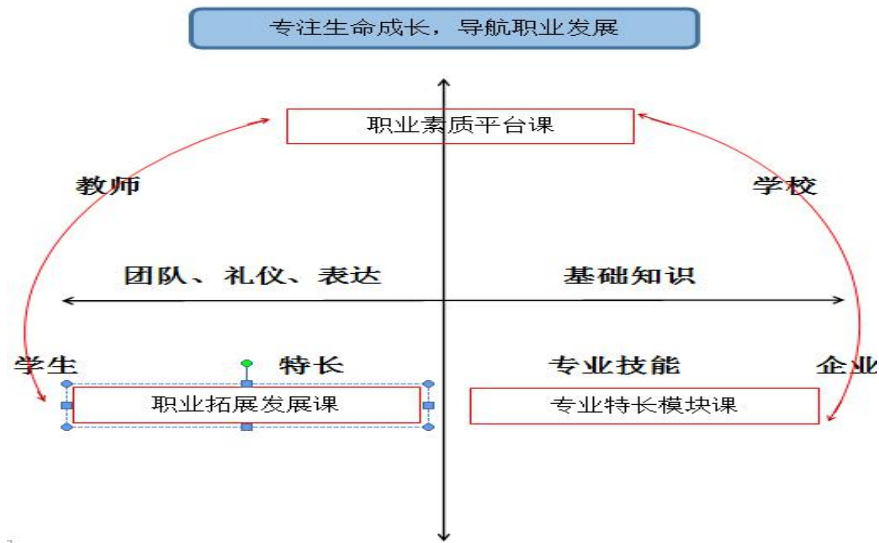 专注生命成长，导航职业发展
职业素质平台课
教师
学校
团队、礼仪、表达
基础知识
学生
特长
专业技能
企业
职业拓展发展课
专业特长模块课